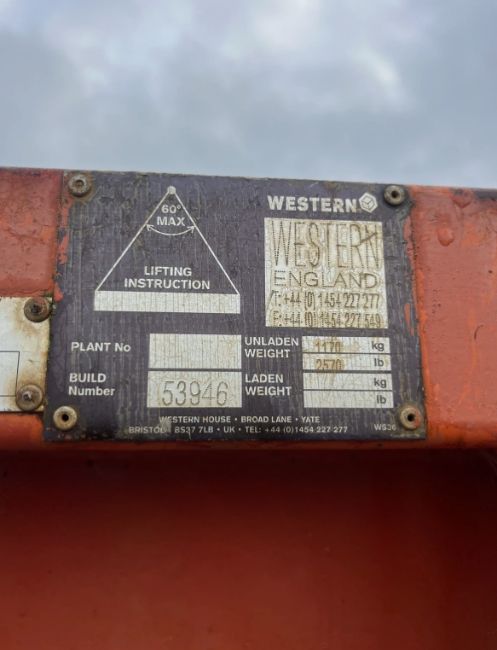 60°
MAX
LIFTING
INSTRUCTION
WESTERN
WESTERN
ENGLAND
T: +44 (0) 1454 227 277
F: +44 (0) 1454 227 549
PLANT No
BUILD
Number
53946
UNLADEN
WEIGHT
1170 kg
2570 lb
LADEN
WEIGHT
kg
lb
WESTERN HOUSE • BROAD LANE • YATE
BRISTOL • BS37 7LB • UK • TEL: +44 (0)1454 227 277
WS36